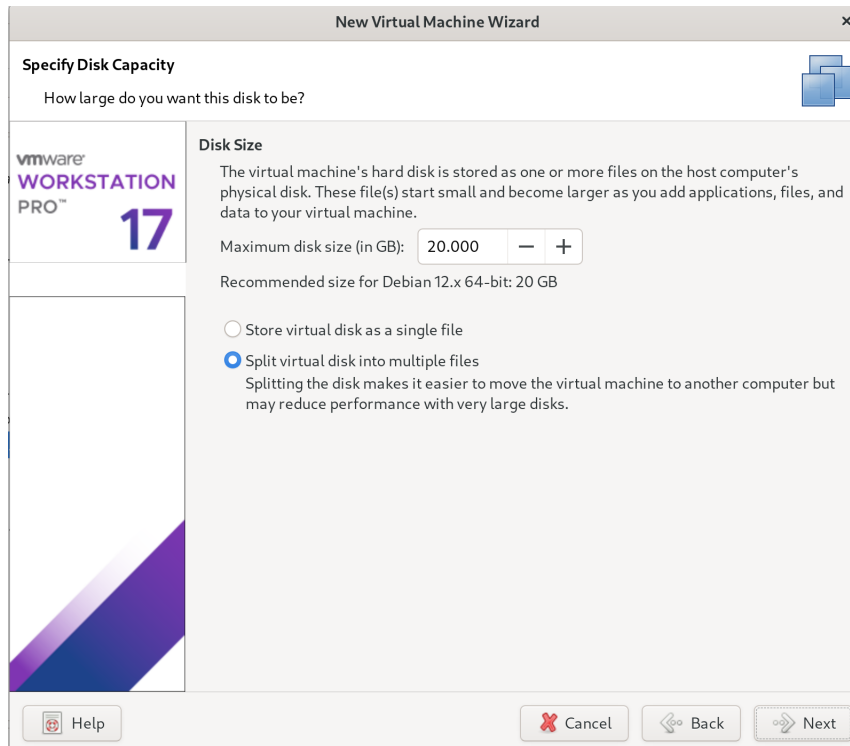 New Virtual Machine Wizard
Specify Disk Capacity
How large do you want this disk to be?
vmware®
WORKSTATION
PRO™
17
Disk Size
The virtual machine's hard disk is stored as one or more files on the host computer's
physical disk. These file(s) start small and become larger as you add applications, files, and
data to your virtual machine.
Maximum disk size (in GB): 20.000 − +
Recommended size for Debian 12.x 64-bit: 20 GB
Store virtual disk as a single file
Split virtual disk into multiple files
Splitting the disk makes it easier to move the virtual machine to another computer but
may reduce performance with very large disks.
Help Cancel Back Next